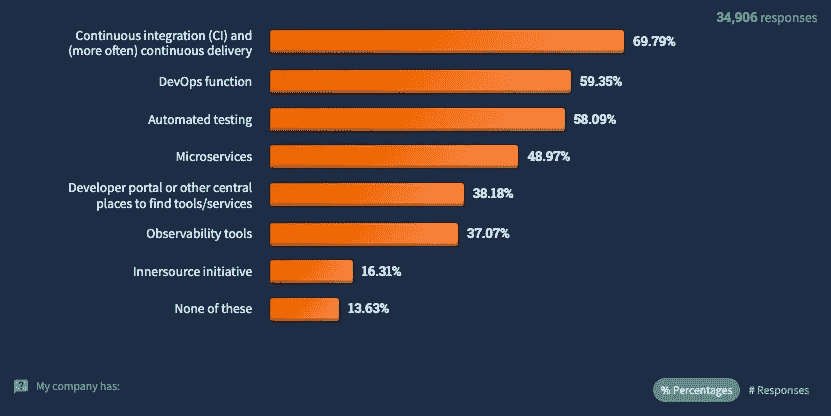 34,906 responses
Continuous integration (CI) and
(more often) continuous delivery
69.79%
DevOps function
59.35%
Automated testing
58.09%
Microservices
48.97%
Developer portal or other central
places to find tools/services
38.18%
Observability tools
37.07%
Innersource initiative
16.31%
None of these
13.63%
My company has:
% Percentages
# Responses